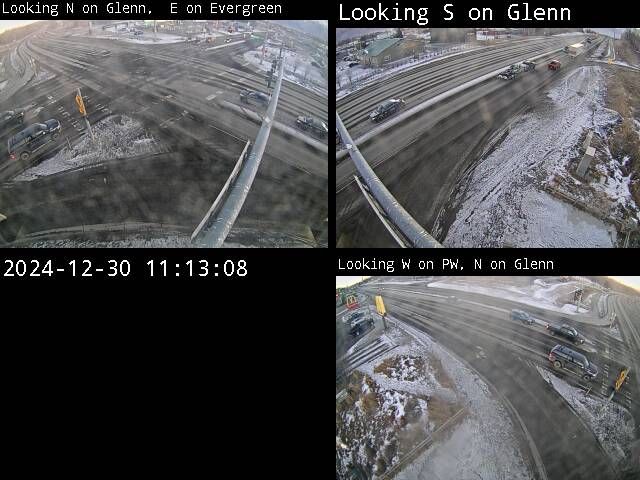 Looking N on Glenn,  E on Evergreen
Looking S on Glenn
2024-12-30 11:13:08
Looking W on PW, N on Glenn